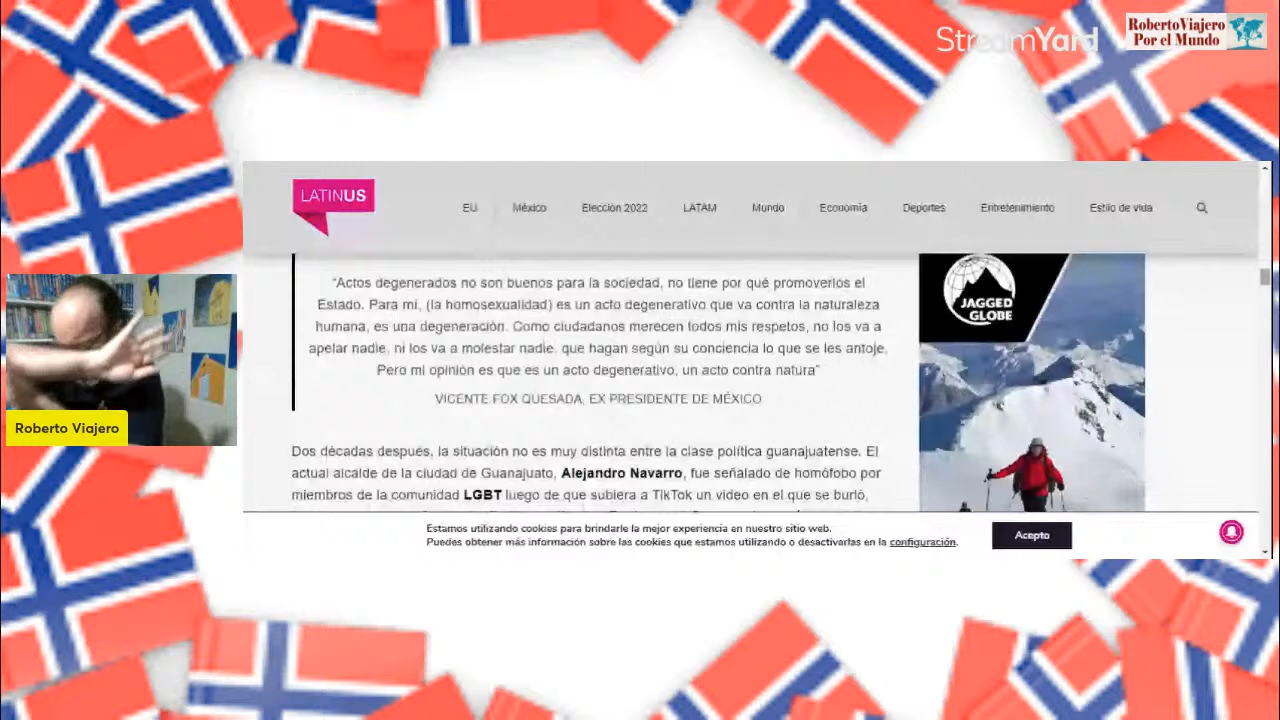 StreamYard
RobertoViajero
Por el Mundo
LATINUS
EU México Elección 2022 LATAM Mundo Economía Deportes Entretenimiento Estilo de vida
“Actos degenerados no son buenos para la sociedad, no tiene por qué promoverlos el
Estado. Para mí, (la homosexualidad) es un acto degenerativo que va contra la naturaleza
humana, es una degeneración. Como ciudadanos merecen todos mis respetos, no los va a
apelar nadie, ni los va a molestar nadie, que hagan según su conciencia lo que se les antoje.
Pero mi opinión es que es un acto degenerativo, un acto contra natura”
VICENTE FOX QUESADA, EX PRESIDENTE DE MÉXICO
JAGGED
GLOBE
Dos décadas después, la situación no es muy distinta entre la clase política guanajuatense. El
actual alcalde de la ciudad de Guanajuato, Alejandro Navarro, fue señalado de homófobo por
miembros de la comunidad LGBT luego de que subiera a TikTok un video en el que se burló,
Roberto Viajero
Estamos utilizando cookies para brindarle la mejor experiencia en nuestro sitio web.
Puedes obtener más información sobre las cookies que estamos utilizando o desactivarlas en la configuración.
Acepto